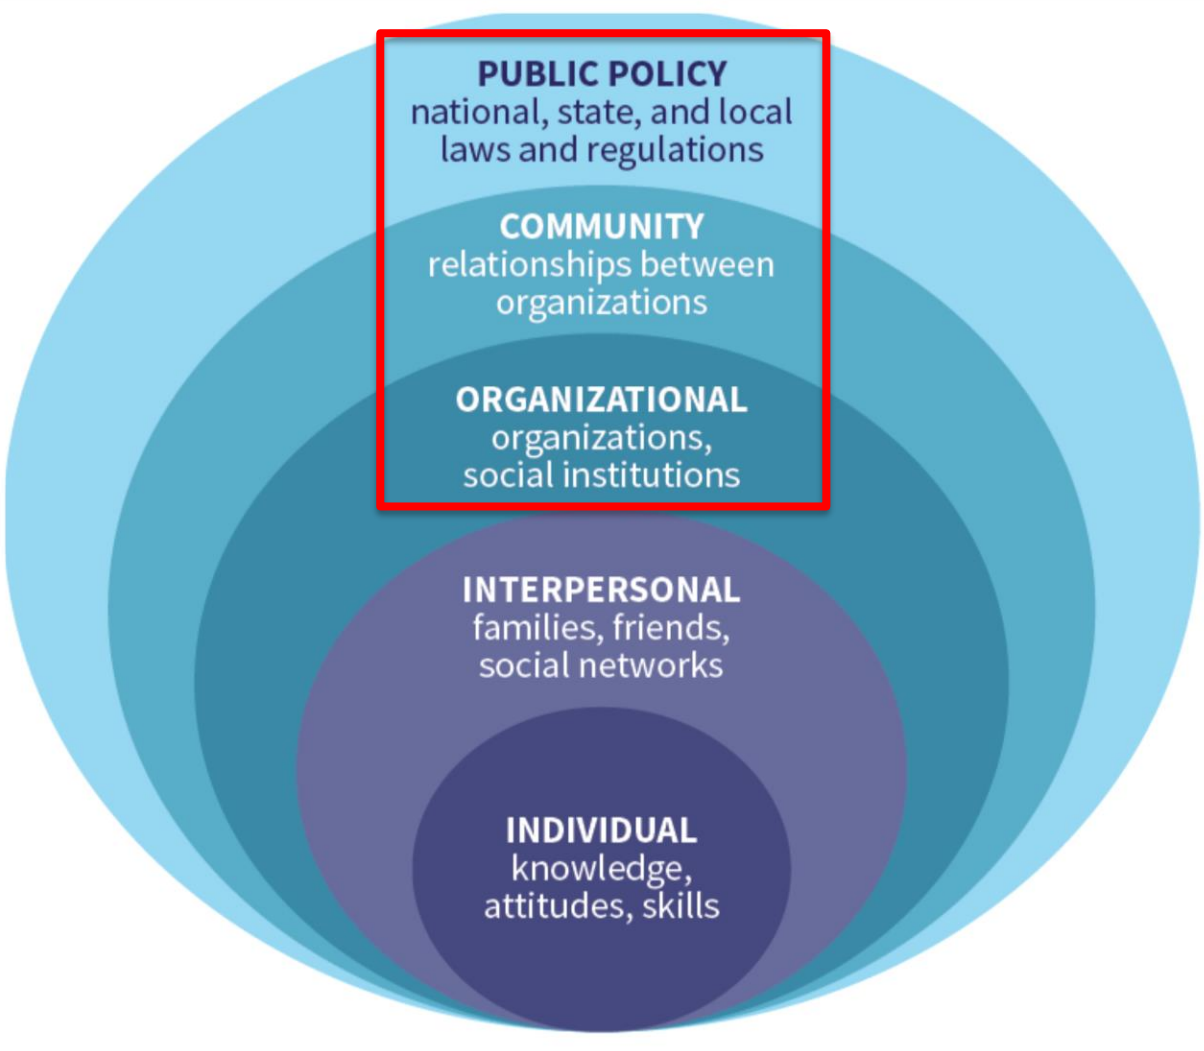 PUBLIC POLICY
national, state, and local
laws and regulations
COMMUNITY
relationships between
organizations
ORGANIZATIONAL
organizations,
social institutions
INTERPERSONAL
families, friends,
social networks
INDIVIDUAL
knowledge,
attitudes, skills